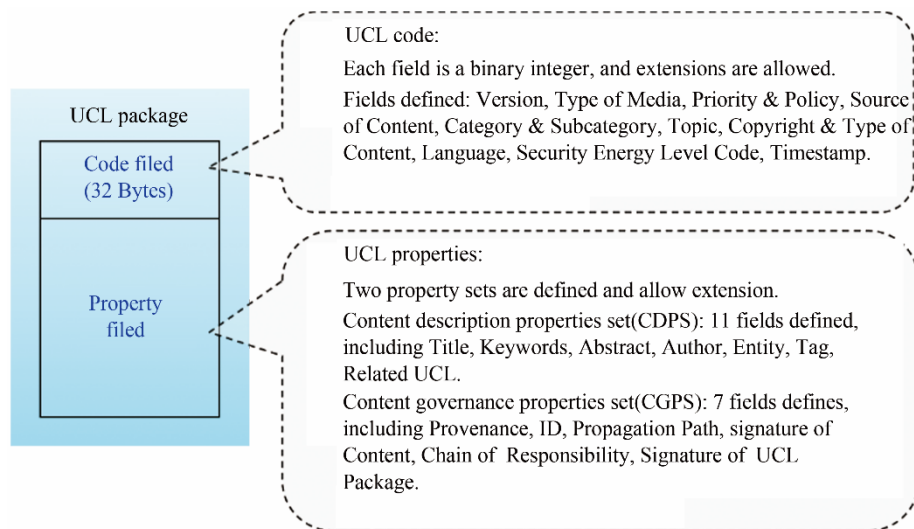 UCL package
Code filed
(32 Bytes)
Property
filed
UCL code:
Each field is a binary integer, and extensions are allowed.
Fields defined: Version, Type of Media, Priority & Policy, Source
of Content, Category & Subcategory, Topic, Copyright & Type of
Content, Language, Security Energy Level Code, Timestamp.
UCL properties:
Two property sets are defined and allow extension.
Content description properties set(CDPS): 11 fields defined,
including Title, Keywords, Abstract, Author, Entity, Tag,
Related UCL.
Content governance properties set(CGPS): 7 fields defines,
including Provenance, ID, Propagation Path, signature of
Content, Chain of Responsibility, Signature of UCL
Package.